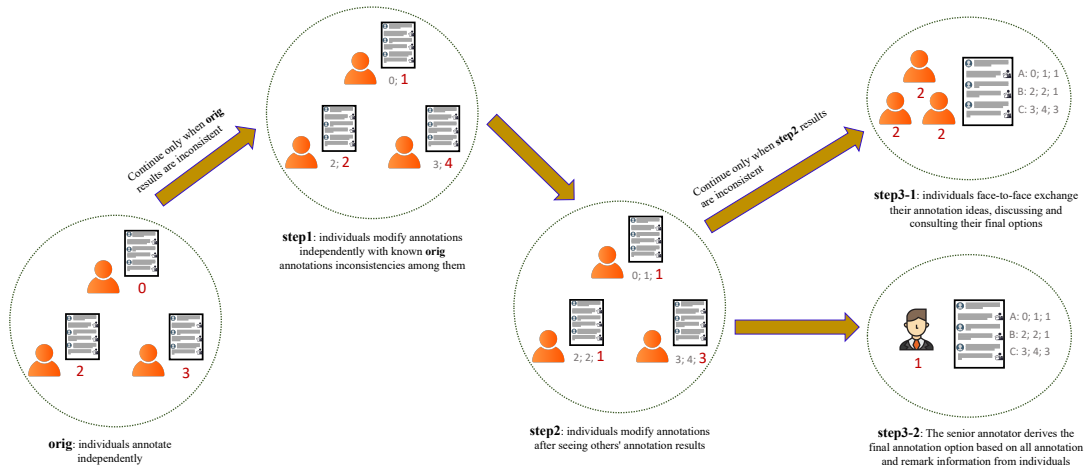 0
2
3
orig: individuals annotate
independently
Continue only when orig
results are inconsistent
0; 1
2; 2
3; 4
step1: individuals modify annotations
independently with known orig
annotations inconsistencies among them
0; 1; 1
2; 2; 1
3; 4; 3
step2: individuals modify annotations
after seeing others' annotation results
Continue only when step2 results
are inconsistent
2
2
2
A: 0; 1; 1
B: 2; 2; 1
C: 3; 4; 3
step3-1: individuals face-to-face exchange
their annotation ideas, discussing and
consulting their final options
1
A: 0; 1; 1
B: 2; 2; 1
C: 3; 4; 3
step3-2: The senior annotator derives the
final annotation option based on all annotation
and remark information from individuals